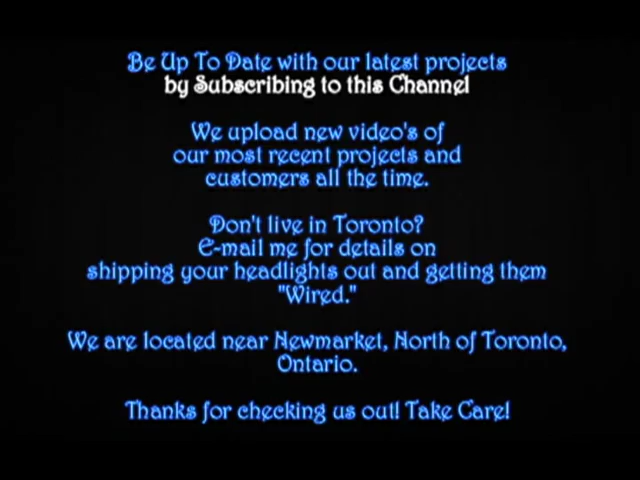 Be Up To Date with our latest projects
by Subscribing to this Channel
We upload new video's of
our most recent projects and
customers all the time.
Don't live in Toronto?
E-mail me for details on
shipping your headlights out and getting them
"Wired."
We are located near Newmarket, North of Toronto,
Ontario.
Thanks for checking us out! Take Care!